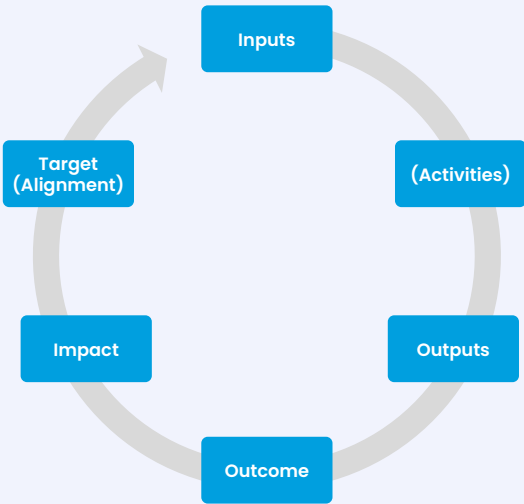 Inputs
(Activities)
Outputs
Outcome
Impact
Target
(Alignment)